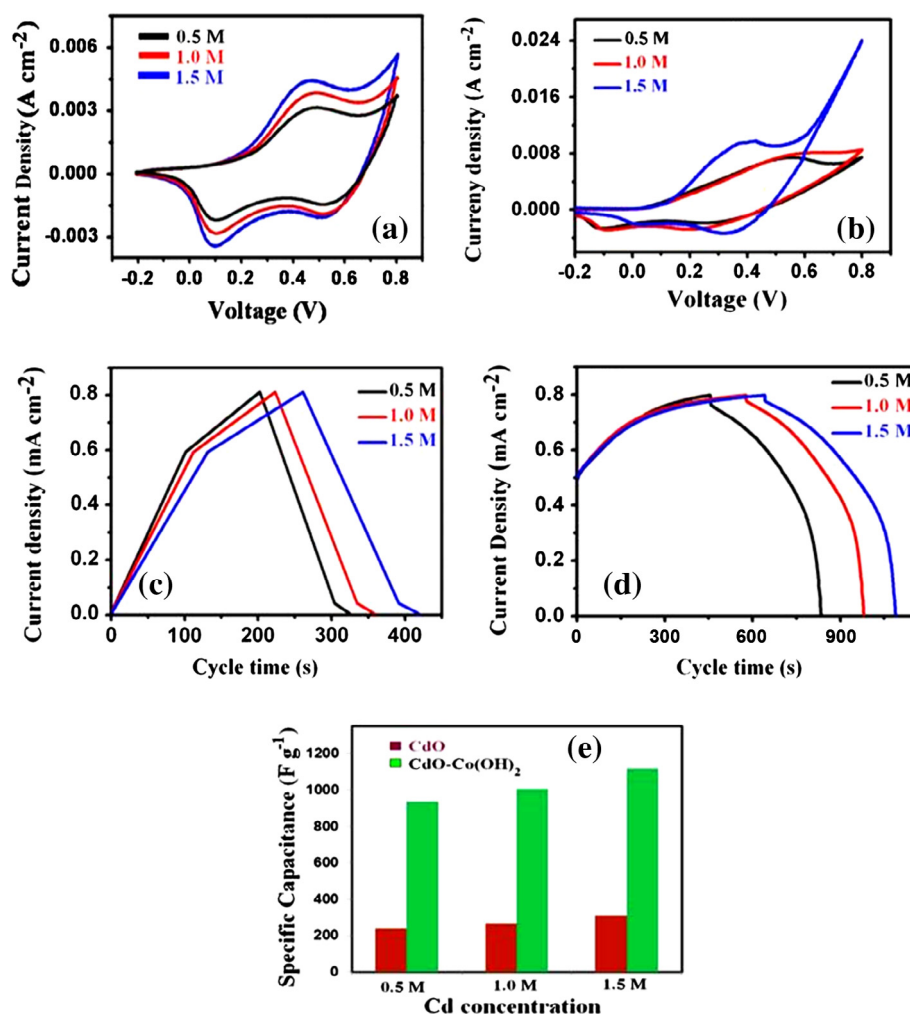 0.006
0.003
0.000
-0.003
Current Density(A cm-2)
0.5 M
1.0 M
1.5 M
(a)
-0.2 0.0 0.2 0.4 0.6 0.8
Voltage (V)
0.024
0.016
0.008
0.000
Curreny density (A cm-2)
0.5 M
1.0 M
1.5 M
(b)
-0.2 0.0 0.2 0.4 0.6 0.8
Voltage (V)
0.8
0.6
0.4
0.2
0.0
Current density (mA cm-2)
0.5 M
1.0 M
1.5 M
(c)
0 100 200 300 400
Cycle time (s)
0.8
0.6
0.4
0.2
0.0
Current Density (mA cm-2)
0.5 M
1.0 M
1.5 M
(d)
0 300 600 900
Cycle time (s)
1200
1000
800
600
400
200
0
Specific Capacitance (F g-1)
CdO
CdO-Co(OH)2
(e)
0.5 M 1.0 M 1.5 M
Cd concentration